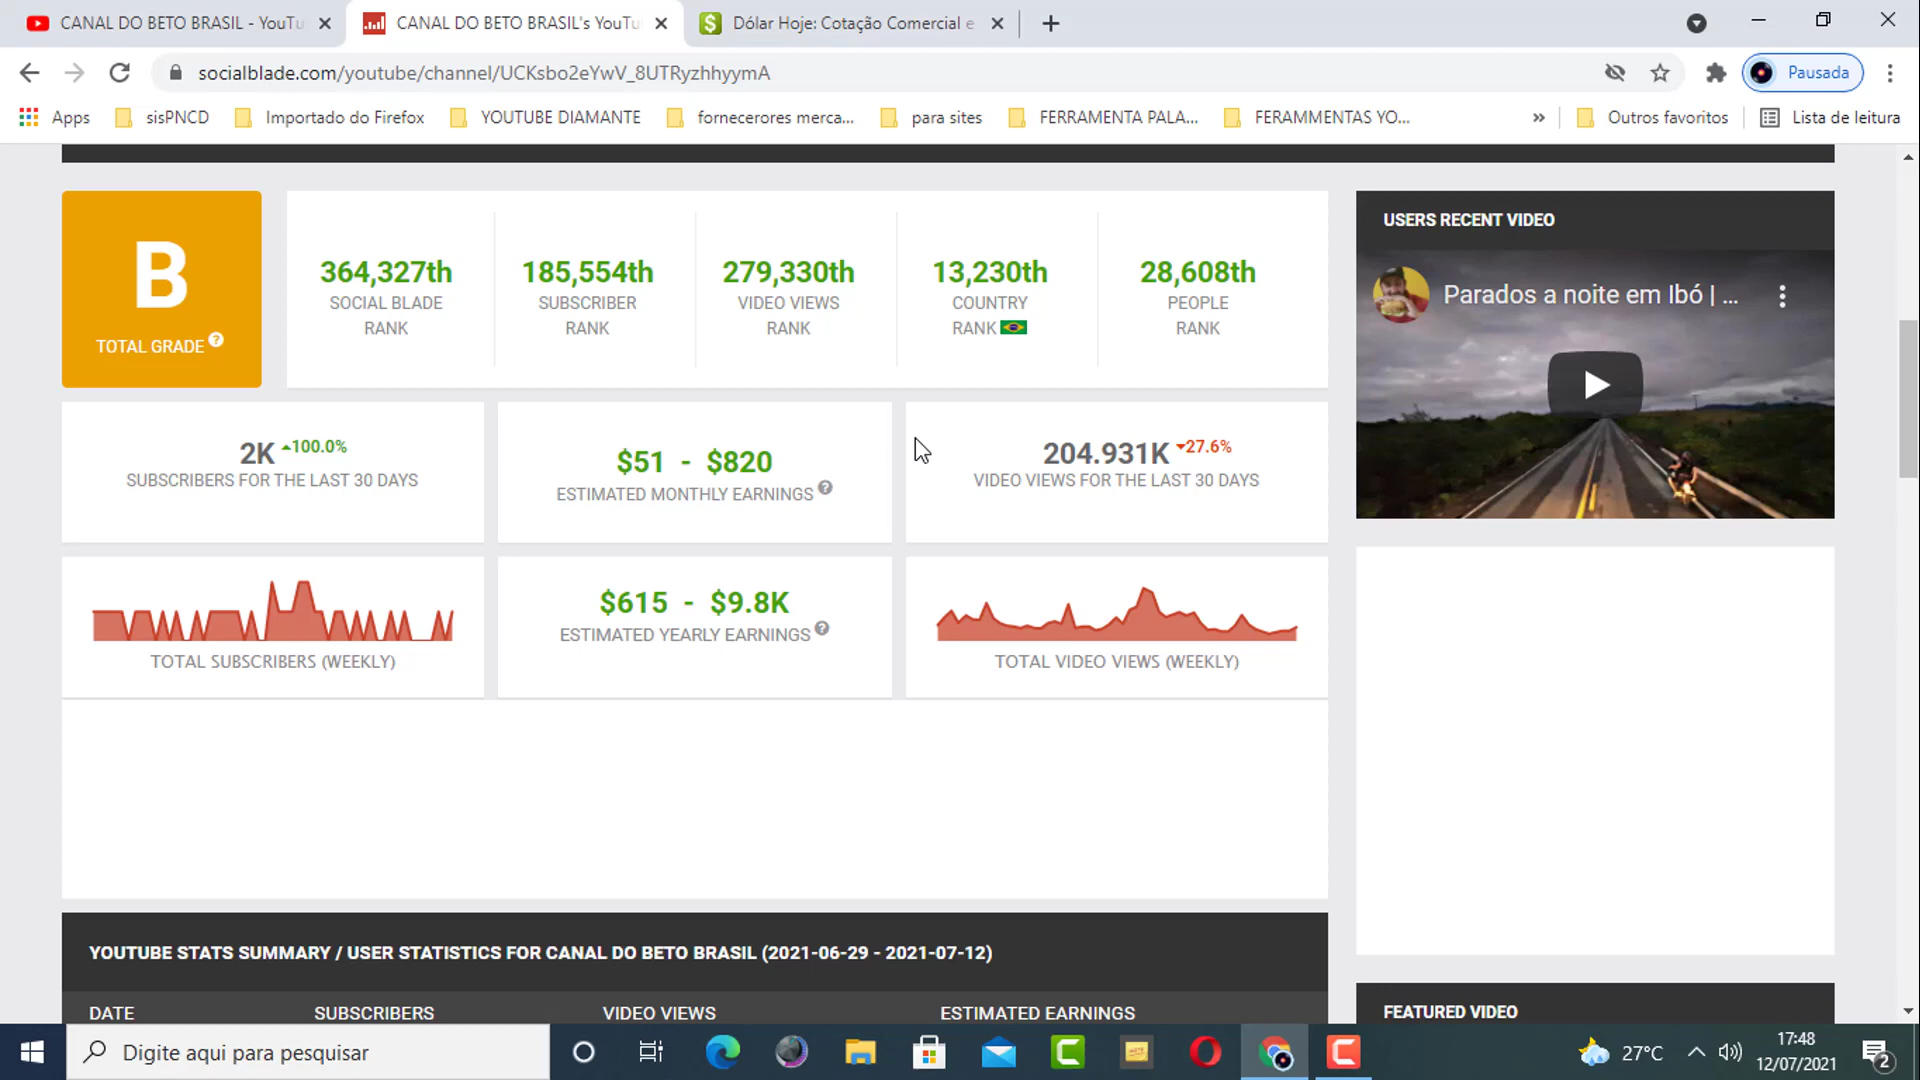 CANAL DO BETO BRASIL - YouTu
CANAL DO BETO BRASIL's YouTu
Dólar Hoje: Cotação Comercial e
socialblade.com/youtube/channel/UCKsbo2eYwV_8UTRyzhhyymA
Pausada
Apps
sisPNCD
Importado do Firefox
YOUTUBE DIAMANTE
fornecerores merca...
para sites
FERRAMENTA PALA...
FERAMMENTAS YO...
»
Outros favoritos
Lista de leitura
B
TOTAL GRADE ?
364,327th
SOCIAL BLADE
RANK
185,554th
SUBSCRIBER
RANK
279,330th
VIDEO VIEWS
RANK
13,230th
COUNTRY
RANK
28,608th
PEOPLE
RANK
USERS RECENT VIDEO
Parados a noite em Ibó | ...
2K 100.0%
SUBSCRIBERS FOR THE LAST 30 DAYS
$51 - $820
ESTIMATED MONTHLY EARNINGS ?
204.931K 27.6%
VIDEO VIEWS FOR THE LAST 30 DAYS
TOTAL SUBSCRIBERS (WEEKLY)
$615 - $9.8K
ESTIMATED YEARLY EARNINGS ?
TOTAL VIDEO VIEWS (WEEKLY)
YOUTUBE STATS SUMMARY / USER STATISTICS FOR CANAL DO BETO BRASIL (2021-06-29 - 2021-07-12)
DATE
SUBSCRIBERS
VIDEO VIEWS
ESTIMATED EARNINGS
FEATURED VIDEO
Digite aqui para pesquisar
27°C
17:48
12/07/2021
2